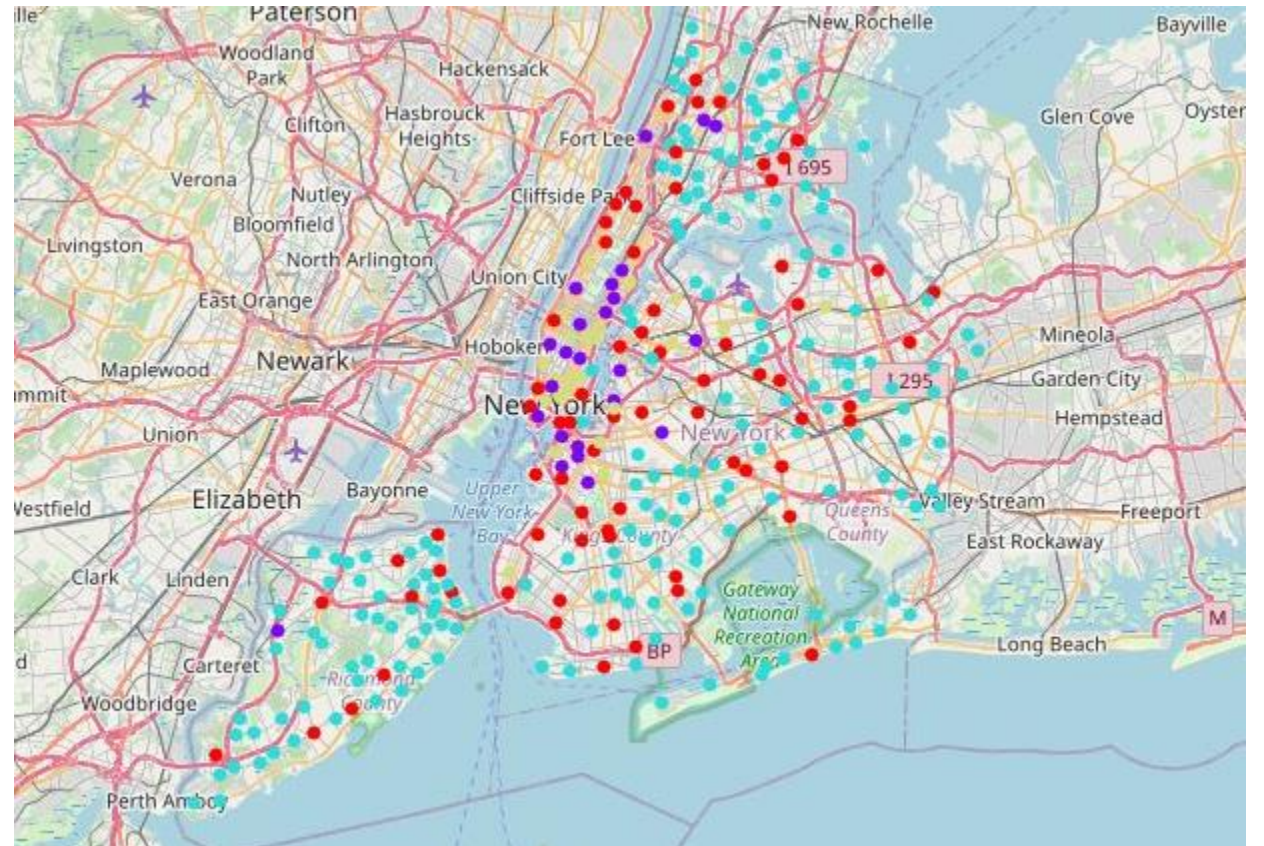 ille
Paterson
New Rochelle
Bayville
Woodland
Park
Hackensack
Clifton
Hasbrouck
Heights
Fort Lee
Glen Cove
Oyster
Verona
Nutley
Cliffside Pa
I 695
Bloomfield
Livingston
North Arlington
Union City
East Orange
Mineola
Newark
Hoboken
Maplewood
ummit
I 295
Garden City
New York
Hempstead
Union
New York
Elizabeth
Bayonne
Upper
New York
Bay
Valley Stream
Westfield
Queens
County
Freeport
Kings County
East Rockaway
Clark
Linden
Gateway
National
Recreation
Area
M
Long Beach
d
Carteret
BP
Richmond
County
Woodbridge
Perth Amboy